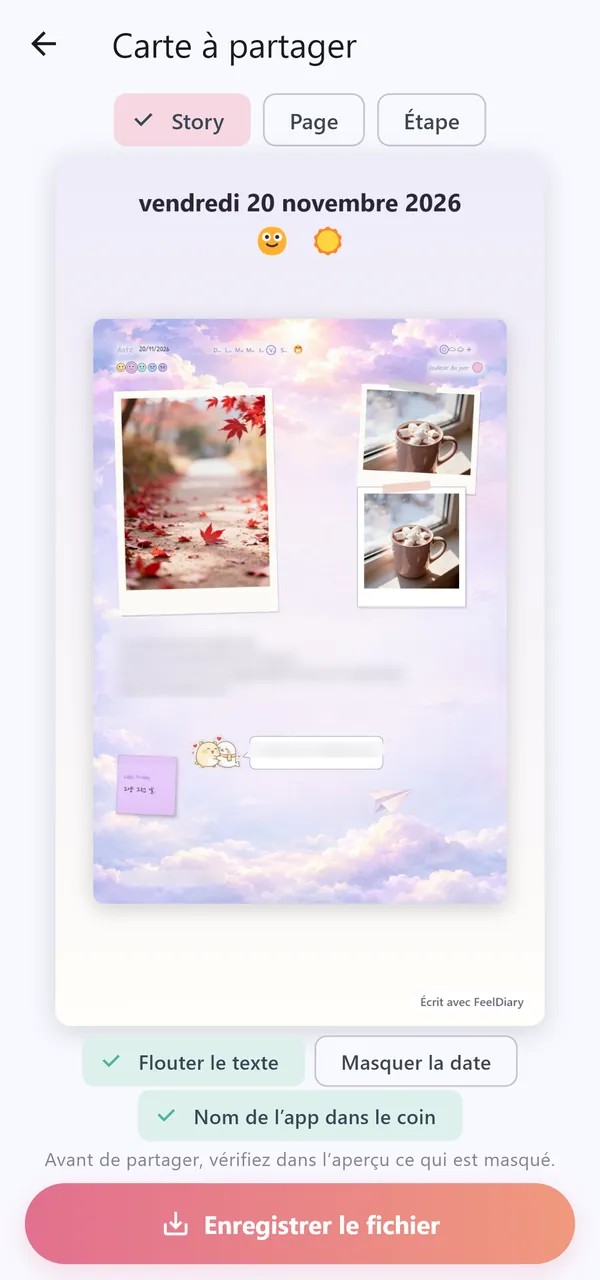 Carte à partager
Story
Page
Étape
vendredi 20 novembre 2026
20/11/2026
Écrit avec FeelDiary
Flouter le texte
Masquer la date
Nom de l’app dans le coin
Avant de partager, vérifiez dans l’aperçu ce qui est masqué.
Enregistrer le fichier